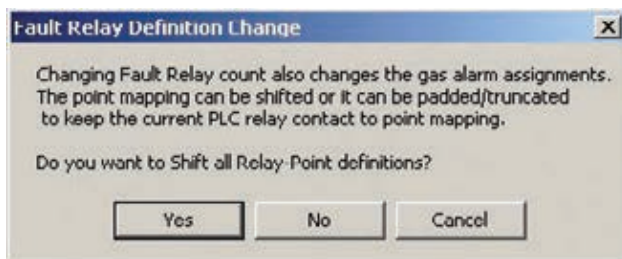 Fault Relay Definition Change
Changing Fault Relay count also changes the gas alarm assignments.
The point mapping can be shifted or it can be padded/truncated
to keep the current PLC relay contact to point mapping.
Do you want to Shift all Relay-Point definitions?
Yes No Cancel